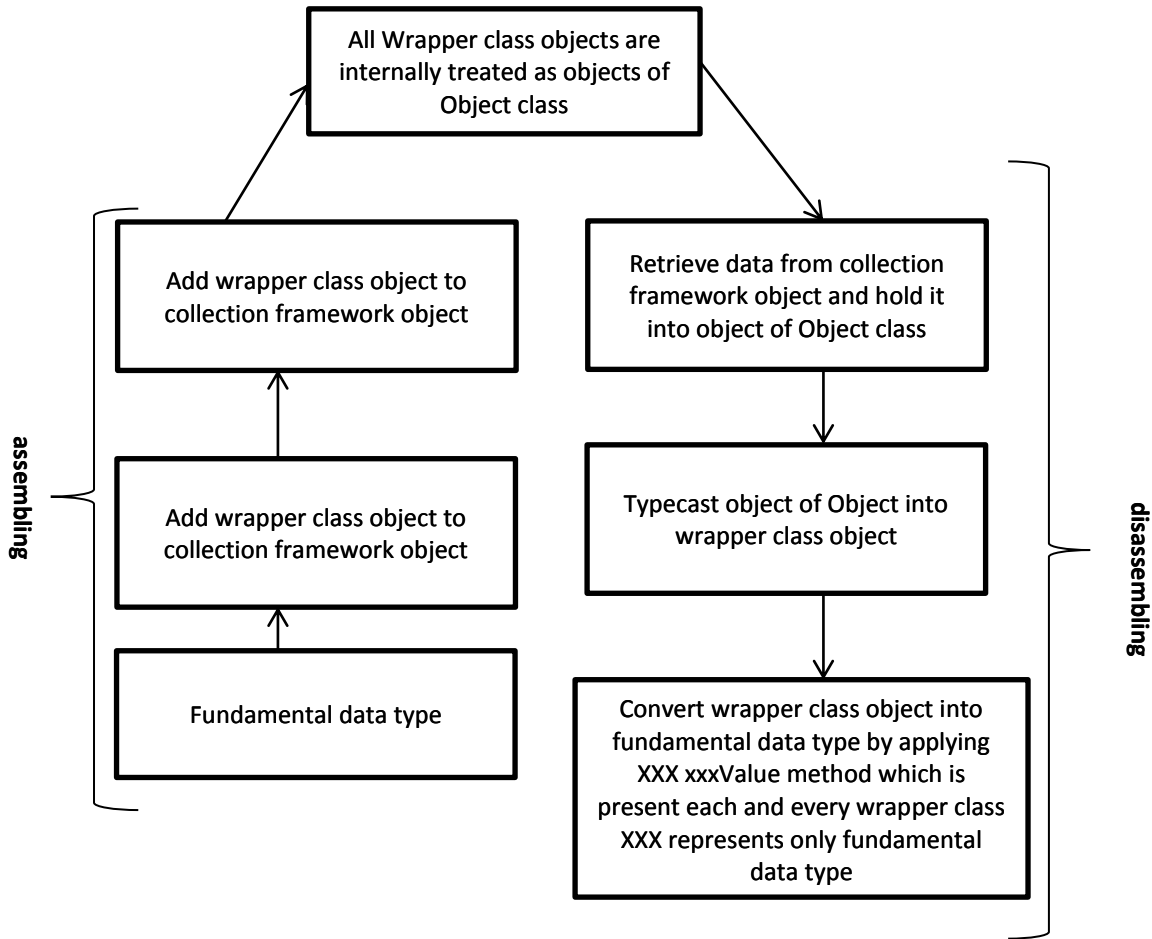 All Wrapper class objects are
internally treated as objects of
Object class
Add wrapper class object to
collection framework object
Add wrapper class object to
collection framework object
Fundamental data type
assembling
Retrieve data from collection
framework object and hold it
into object of Object class
Typecast object of Object into
wrapper class object
Convert wrapper class object into
fundamental data type by applying
XXX xxxValue method which is
present each and every wrapper class
XXX represents only fundamental
data type
disassembling